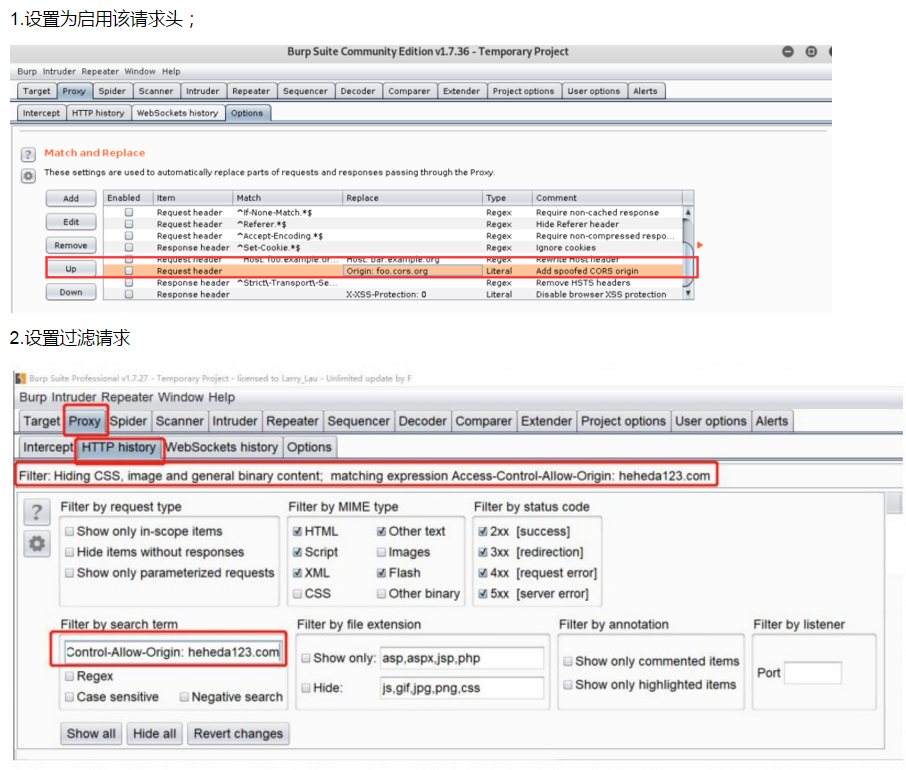 1.设置为启用该请求头；
Burp Suite Community Edition v1.7.36 - Temporary Project
Burp Intruder Repeater Window Help
Target Proxy Spider Scanner Intruder Repeater Sequencer Decoder Comparer Extender Project options User options Alerts
Intercept HTTP history WebSockets history Options
? Match and Replace
These settings are used to automatically replace parts of requests and responses passing through the Proxy.
Add Enabled Item Match Replace Type Comment
Request header ^If-None-Match.*$ Regex Require non-cached response
Edit Request header ^Referer.*$ Regex Hide Referer header
Request header ^Accept-Encoding.*$ Regex Require non-compressed respo...
Remove Response header ^Set-Cookie.*$ Regex Ignore cookies
Request header ^Host: foo.example.or... Host: bar.example.org Regex Rewrite Host header
Up Request header Origin: foo.cors.org Literal Add spoofed CORS origin
Response header ^Strict\-Transport\-Se... Regex Remove HSTS headers
Down Response header X-XSS-Protection: 0 Literal Disable browser XSS protection
2.设置过滤请求
Burp Suite Professional v1.7.27 - Temporary Project - licensed to Larry_Lau - Unlimited update by F
Burp Intruder Repeater Window Help
Target Proxy Spider Scanner Intruder Repeater Sequencer Decoder Comparer Extender Project options User options Alerts
Intercept HTTP history WebSockets history Options
Filter: Hiding CSS, image and general binary content; matching expression Access-Control-Allow-Origin: heheda123.com
? Filter by request type Filter by MIME type Filter by status code
Show only in-scope items HTML Other text 2xx [success]
Hide items without responses Script Images 3xx [redirection]
Show only parameterized requests XML Flash 4xx [request error]
CSS Other binary 5xx [server error]
Filter by search term Filter by file extension Filter by annotation Filter by listener
Control-Allow-Origin: heheda123.com Show only: asp,aspx,jsp,php Show only commented items Port
Regex Hide: js,gif,jpg,png,css Show only highlighted items
Case sensitive Negative search
Show all Hide all Revert changes